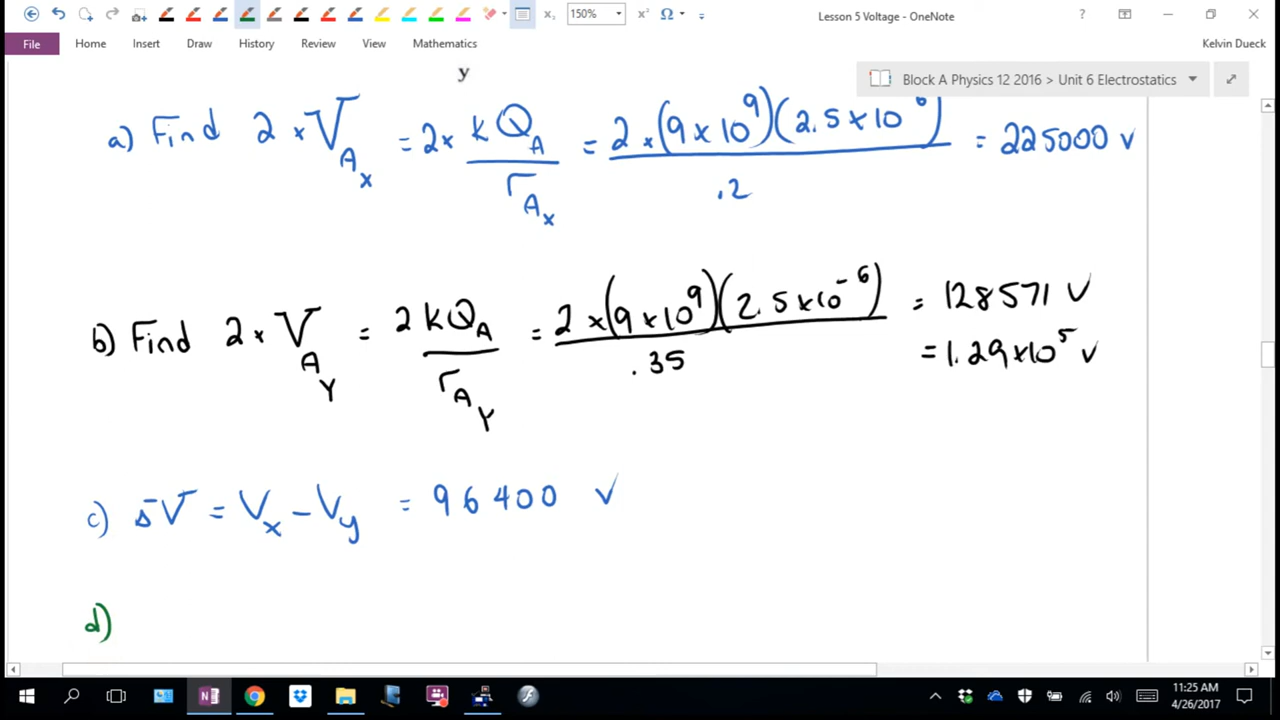 150%
Lesson 5 Voltage - OneNote
File Home Insert Draw History Review View Mathematics Kelvin Dueck
y
Block A Physics 12 2016 > Unit 6 Electrostatics
a) Find 2 × V_Ax = 2 × kQ_A / r_Ax = 2 × (9 × 10^9)(2.5 × 10^-6) / .2 = 225000 V
b) Find 2 × V_AY = 2kQ_A / r_AY = 2 × (9 × 10^9)(2.5 × 10^-6) / .35 = 128571 V
= 1.29 × 10^5 V
c) ΔV = V_x − V_y = 96400 V
d)
11:25 AM
4/26/2017